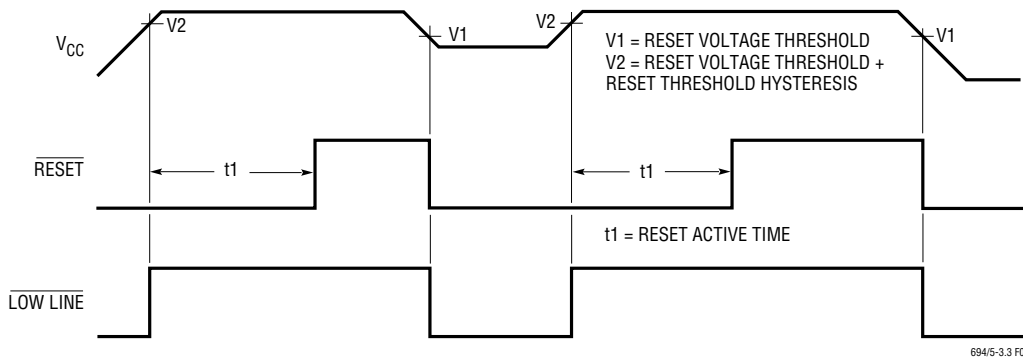 V2
V1
V2
V1
VCC
V1 = RESET VOLTAGE THRESHOLD
V2 = RESET VOLTAGE THRESHOLD +
RESET THRESHOLD HYSTERESIS
RESET
t1
t1
t1 = RESET ACTIVE TIME
LOW LINE
694/5-3.3